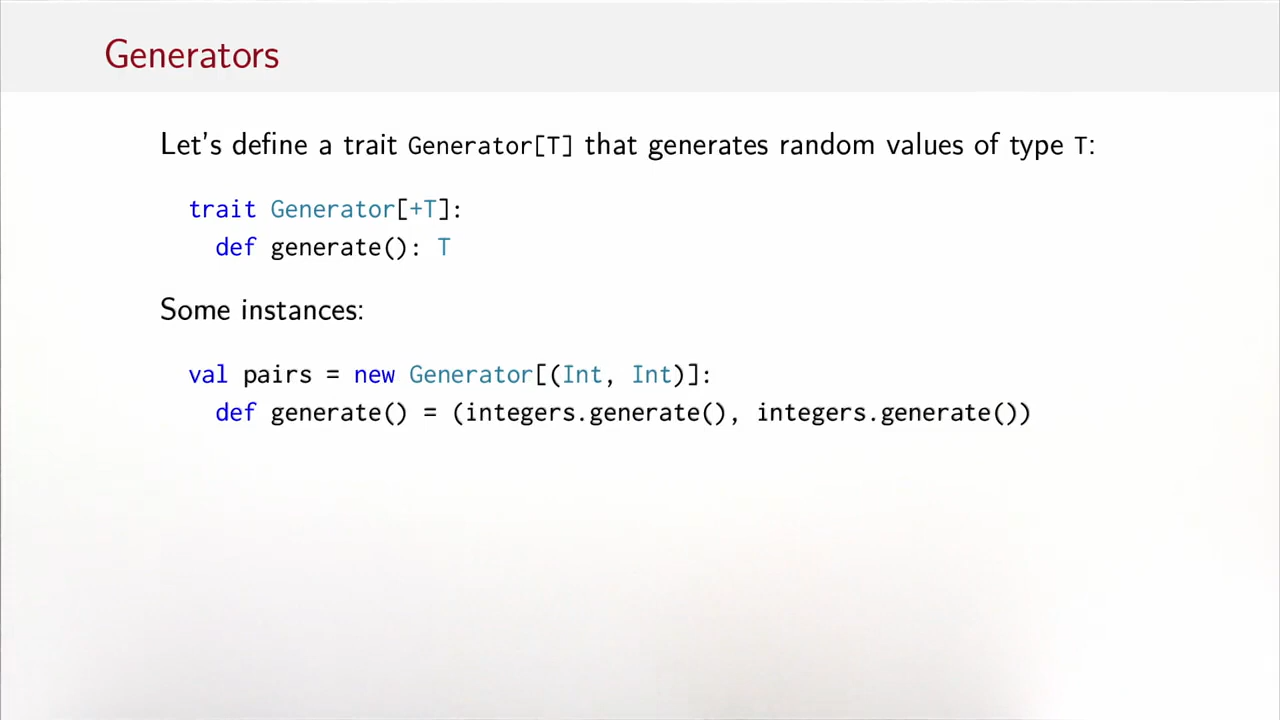 Generators
Let's define a trait Generator[T] that generates random values of type T:
trait Generator[+T]:
def generate(): T
Some instances:
val pairs = new Generator[(Int, Int)]:
def generate() = (integers.generate(), integers.generate())